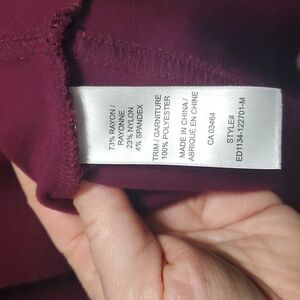 73% RAYON /
RAYONNE
23% NYLON
4% SPANDEX
TRIM / GARNITURE
100% POLYESTER
MADE IN CHINA /
ABRIQUÉ EN CHINE
CA 03464
STYLE#
ED1134-122701-M